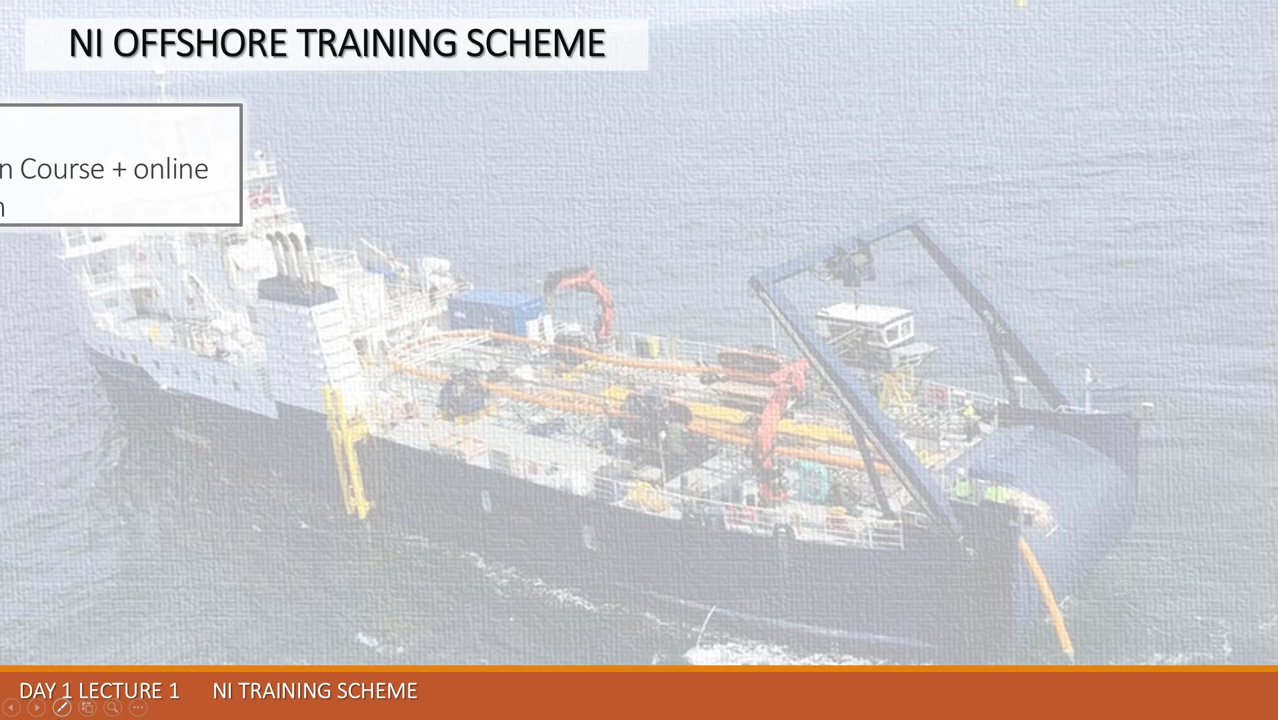 NI OFFSHORE TRAINING SCHEME
n Course + online
n
DAY 1 LECTURE 1 NI TRAINING SCHEME